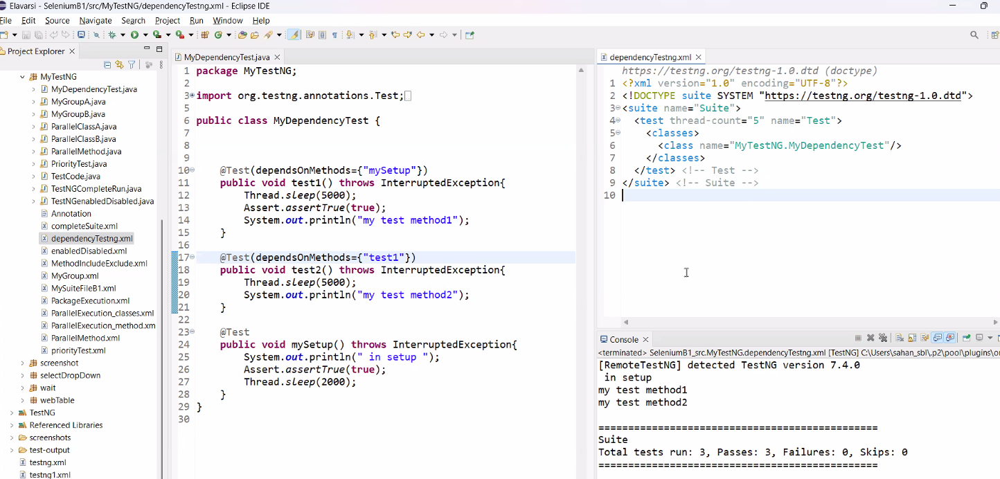 Elavarsi - SeleniumB1/src/MyTestNG/dependencyTestng.xml - Eclipse IDE
File Edit Source Navigate Search Project Run Window Help
Project Explorer
MyTestNG
MyDependencyTest.java
MyGroupA.java
MyGroupB.java
ParallelClassA.java
ParallelClassB.java
ParallelMethod.java
PriorityTest.java
TestCode.java
TestNGCompleteRun.java
TestNGenabledDisabled.java
Annotation
completeSuite.xml
dependencyTestng.xml
enabledDisabled.xml
MethodIncludeExclude.xml
MyGroup.xml
MySuiteFileB1.xml
PackageExecution.xml
ParallelExecution_classes.xml
ParallelExecution_method.xm
ParallelMethod.xml
priorityTest.xml
screenshot
selectDropDown
wait
webTable
TestNG
Referenced Libraries
screenshots
test-output
testng.xml
testng1.xml
MyDependencyTest.java
1 package MyTestNG;
2
3 import org.testng.annotations.Test;
5
6 public class MyDependencyTest {
7
8
9
10 @Test(dependsOnMethods={"mySetup"})
11 public void test1() throws InterruptedException{
12 Thread.sleep(5000);
13 Assert.assertTrue(true);
14 System.out.println("my test method1");
15 }
16
17 @Test(dependsOnMethods={"test1"})
18 public void test2() throws InterruptedException{
19 Thread.sleep(5000);
20 System.out.println("my test method2");
21 }
22
23 @Test
24 public void mySetup() throws InterruptedException{
25 System.out.println(" in setup ");
26 Assert.assertTrue(true);
27 Thread.sleep(2000);
28 }
29 }
30
dependencyTestng.xml
https://testng.org/testng-1.0.dtd (doctype)
1 <?xml version="1.0" encoding="UTF-8"?>
2 <!DOCTYPE suite SYSTEM "https://testng.org/testng-1.0.dtd">
3 <suite name="Suite">
4 <test thread-count="5" name="Test">
5 <classes>
6 <class name="MyTestNG.MyDependencyTest"/>
7 </classes>
8 </test> <!-- Test -->
9 </suite> <!-- Suite -->
10
Console
<terminated> SeleniumB1_src.MyTestNG.dependencyTestng.xml [TestNG] C:\Users\sahan_sbl\.p2\pool\plugins\or
[RemoteTestNG] detected TestNG version 7.4.0
in setup
my test method1
my test method2
===============================================
Suite
Total tests run: 3, Passes: 3, Failures: 0, Skips: 0
===============================================